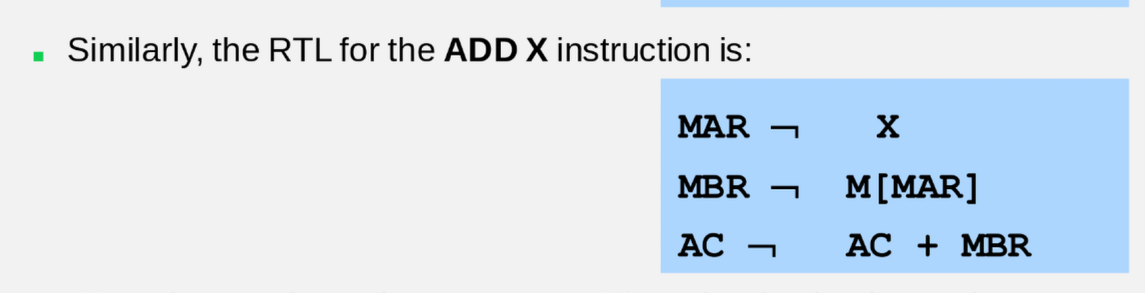 Similarly, the RTL for the ADD X instruction is:
MAR ¬ X
MBR ¬ M[MAR]
AC ¬ AC + MBR